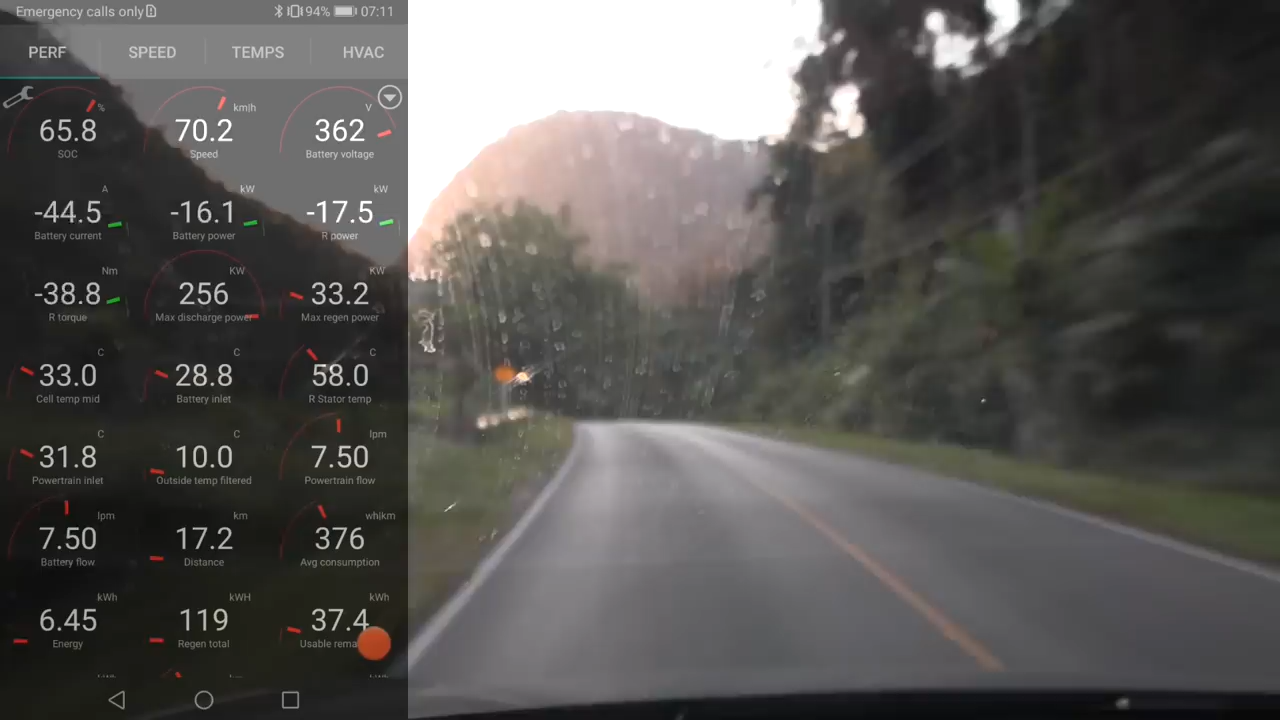 Emergency calls only 94% 07:11
PERF SPEED TEMPS HVAC
% km|h V
65.8 70.2 362
SOC Speed Battery voltage
A kW kW
-44.5 -16.1 -17.5
Battery current Battery power R power
Nm KW KW
-38.8 256 33.2
R torque Max discharge power Max regen power
C C C
33.0 28.8 58.0
Cell temp mid Battery inlet R Stator temp
C C lpm
31.8 10.0 7.50
Powertrain inlet Outside temp filtered Powertrain flow
lpm km wh|km
7.50 17.2 376
Battery flow Distance Avg consumption
kWh kWH kWh
6.45 119 37.4
Energy Regen total Usable rema